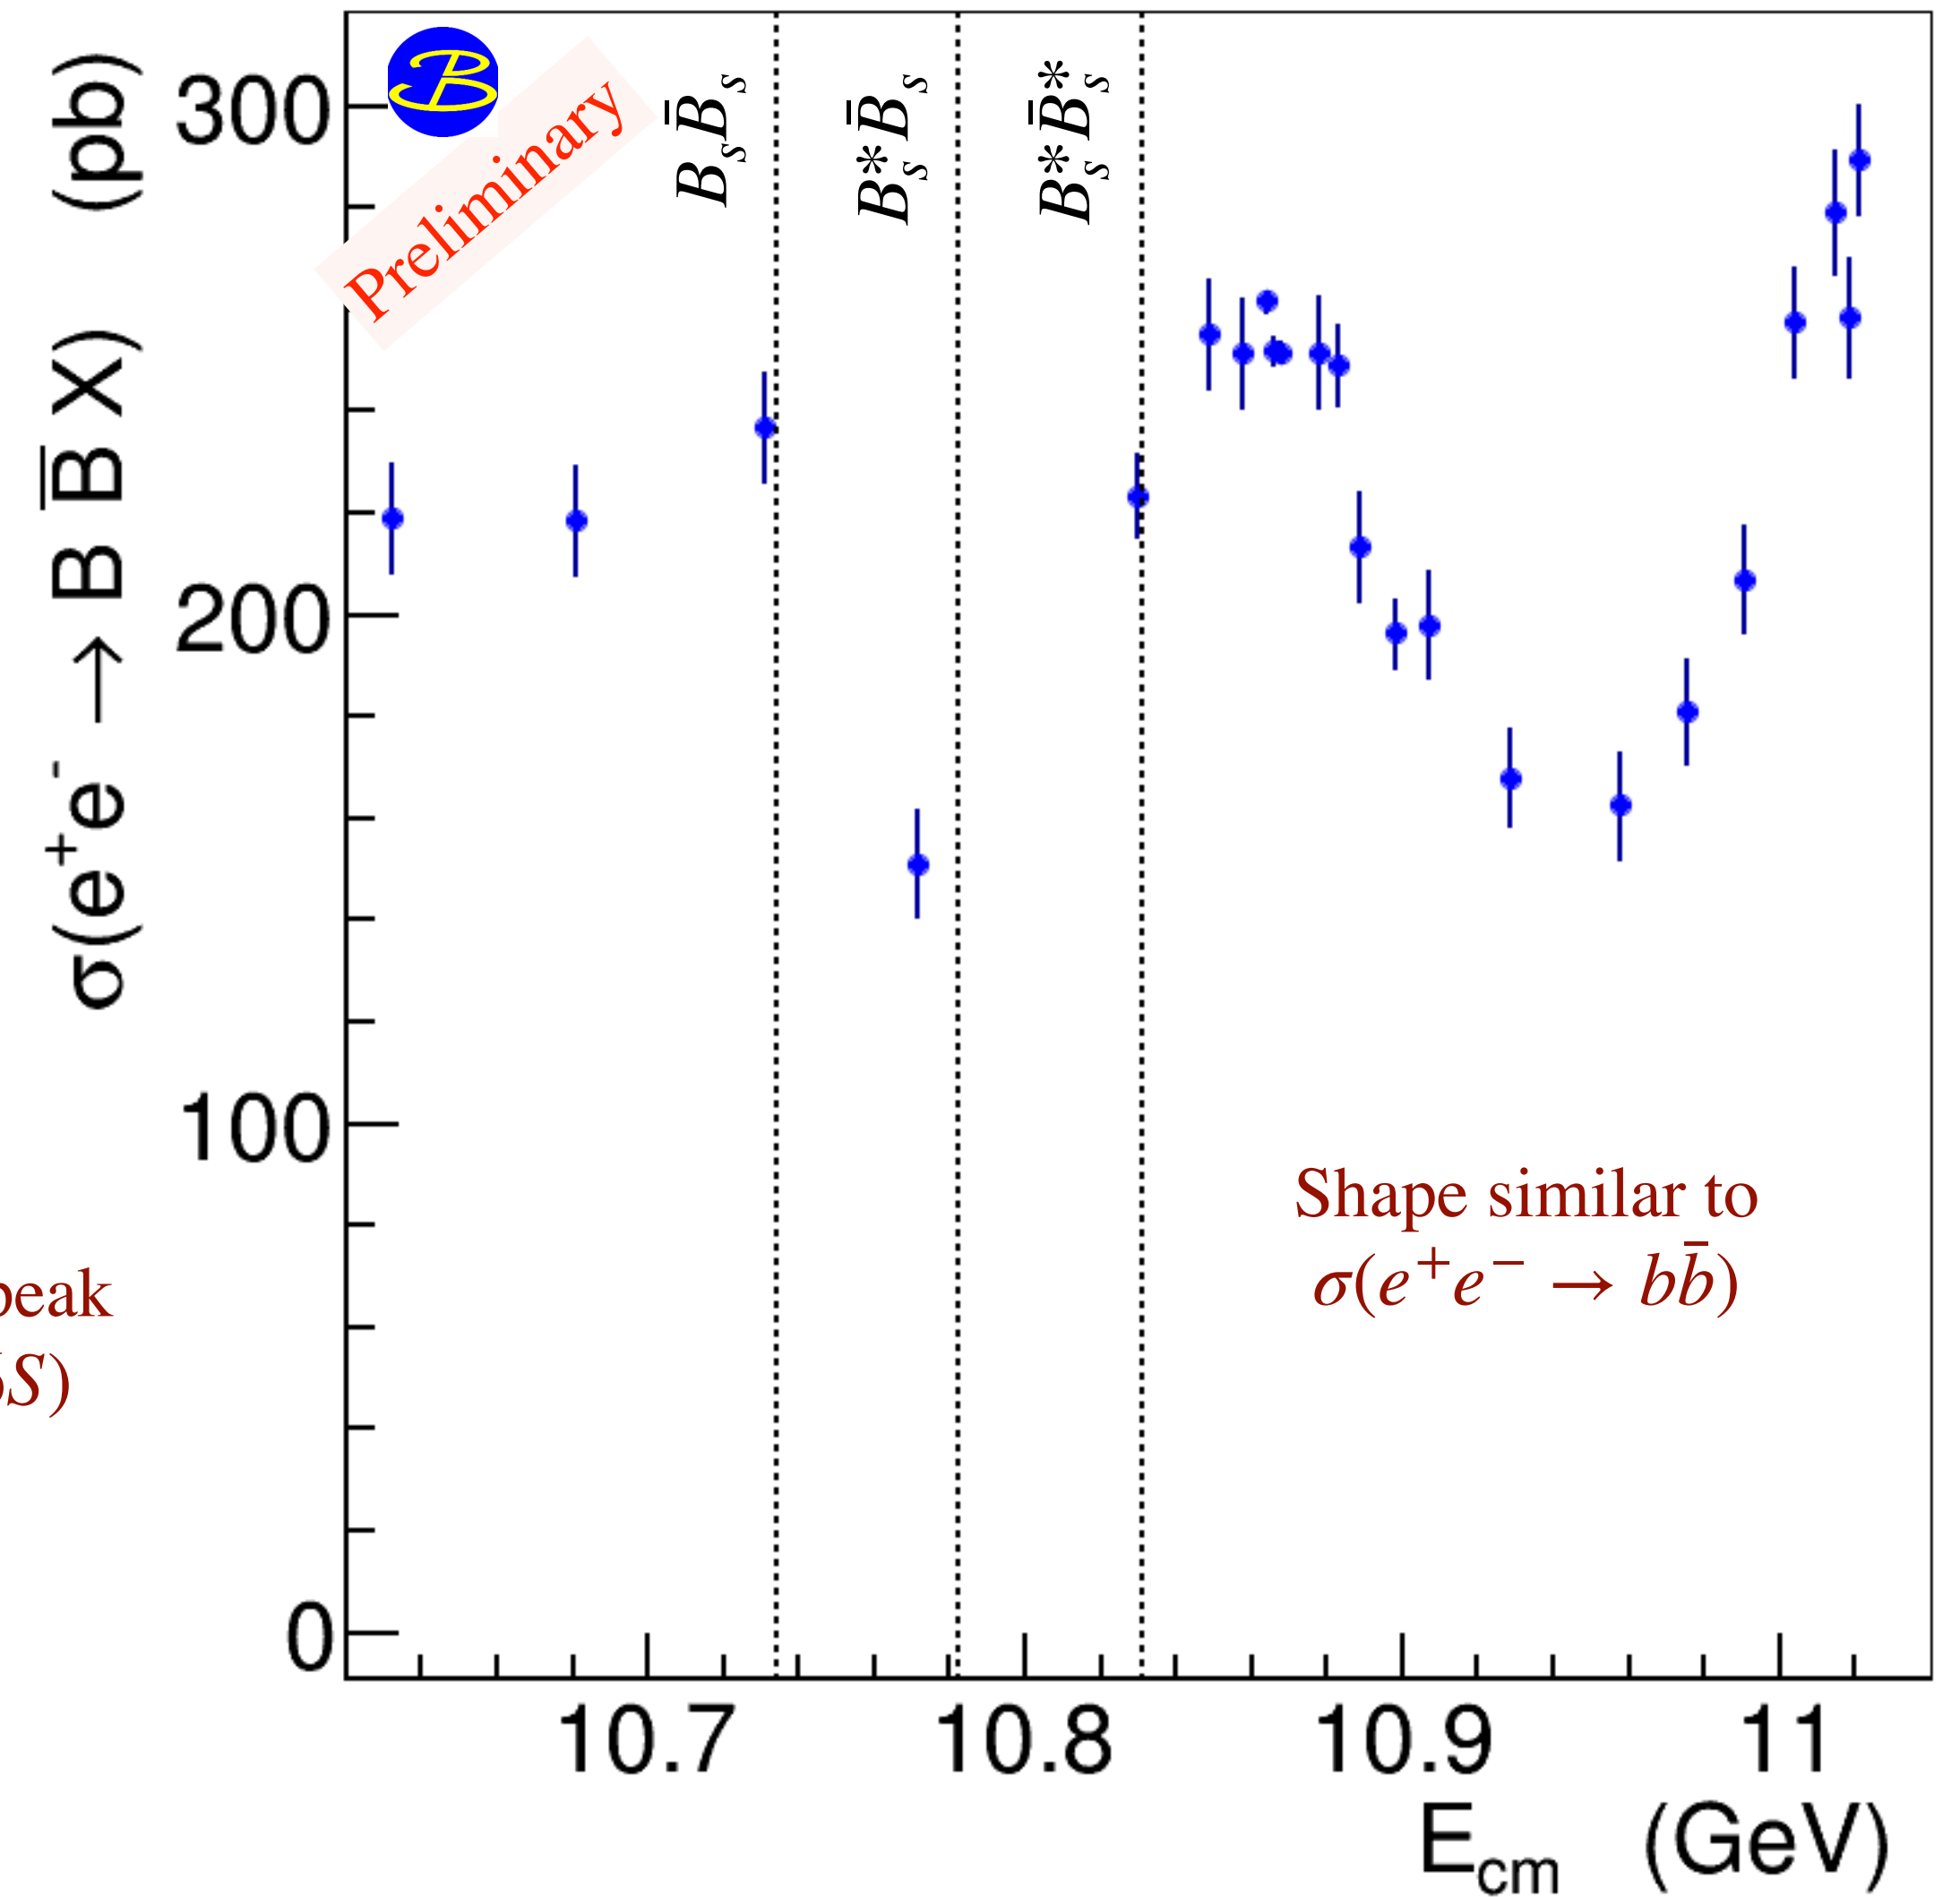 σ(e⁺e⁻ → B B̅ X) (pb)
300
200
100
0
Preliminary
B_s B̅_s
B*_s B̅_s
B*_s B̅*_s
Shape similar to
σ(e⁺e⁻ → bb̅)
S)
10.7 10.8 10.9 11
E_cm (GeV)